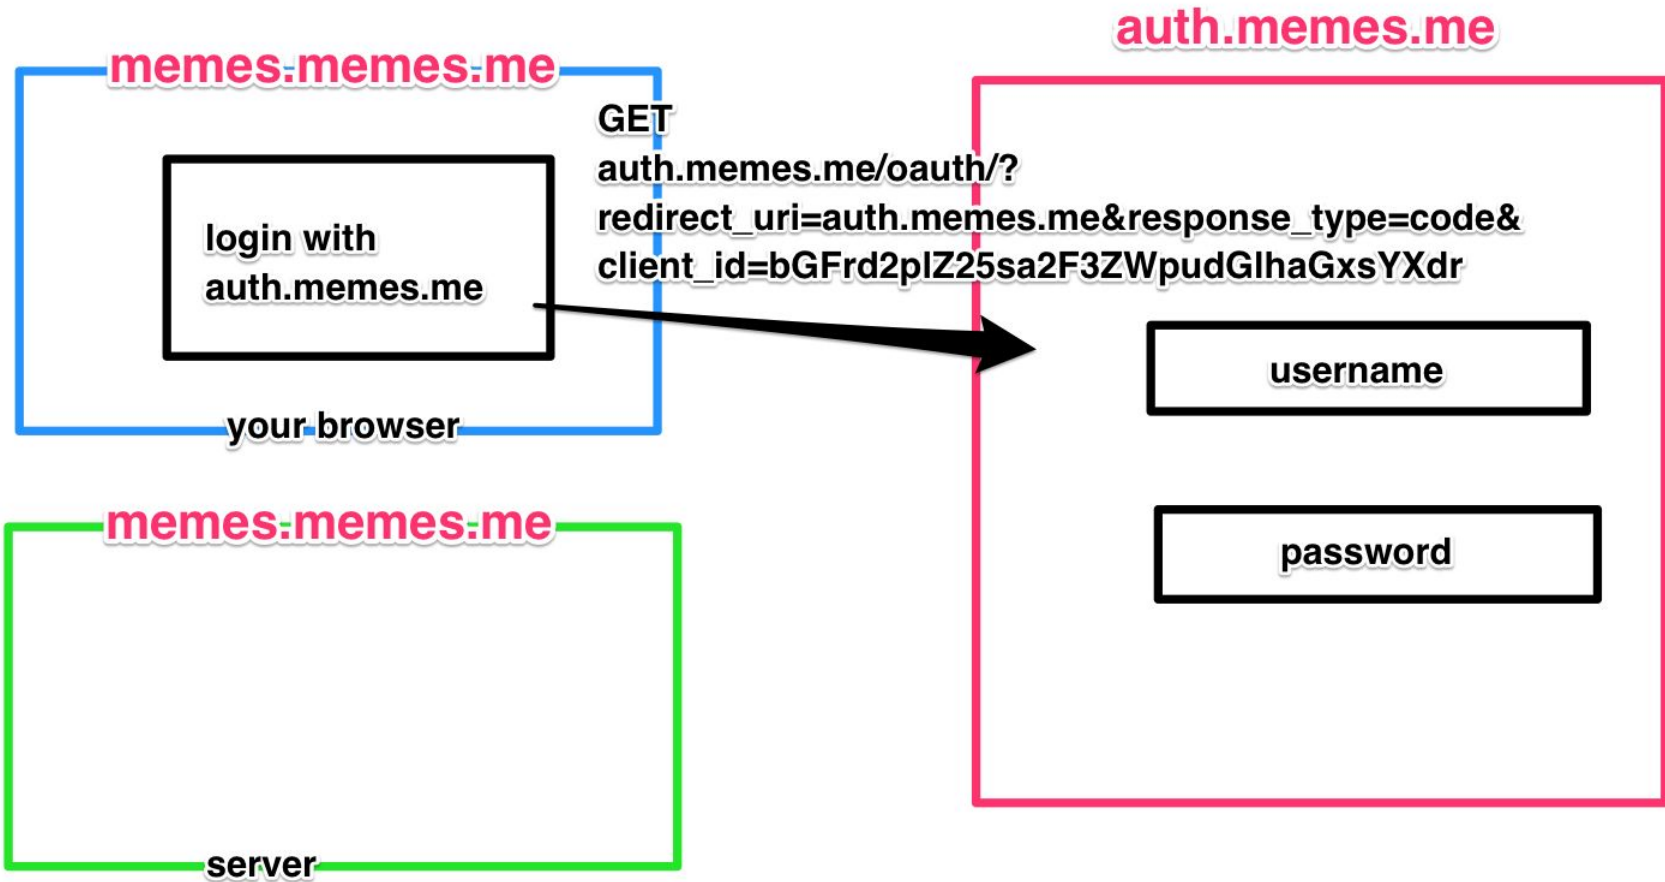 auth.memes.me
memes.memes.me
GET
auth.memes.me/oauth/?
redirect_uri=auth.memes.me&response_type=code&
client_id=bGFrd2plZ25sa2F3ZWpudGlhaGxsYXdr
login with
auth.memes.me
username
your browser
memes.memes.me
password
server